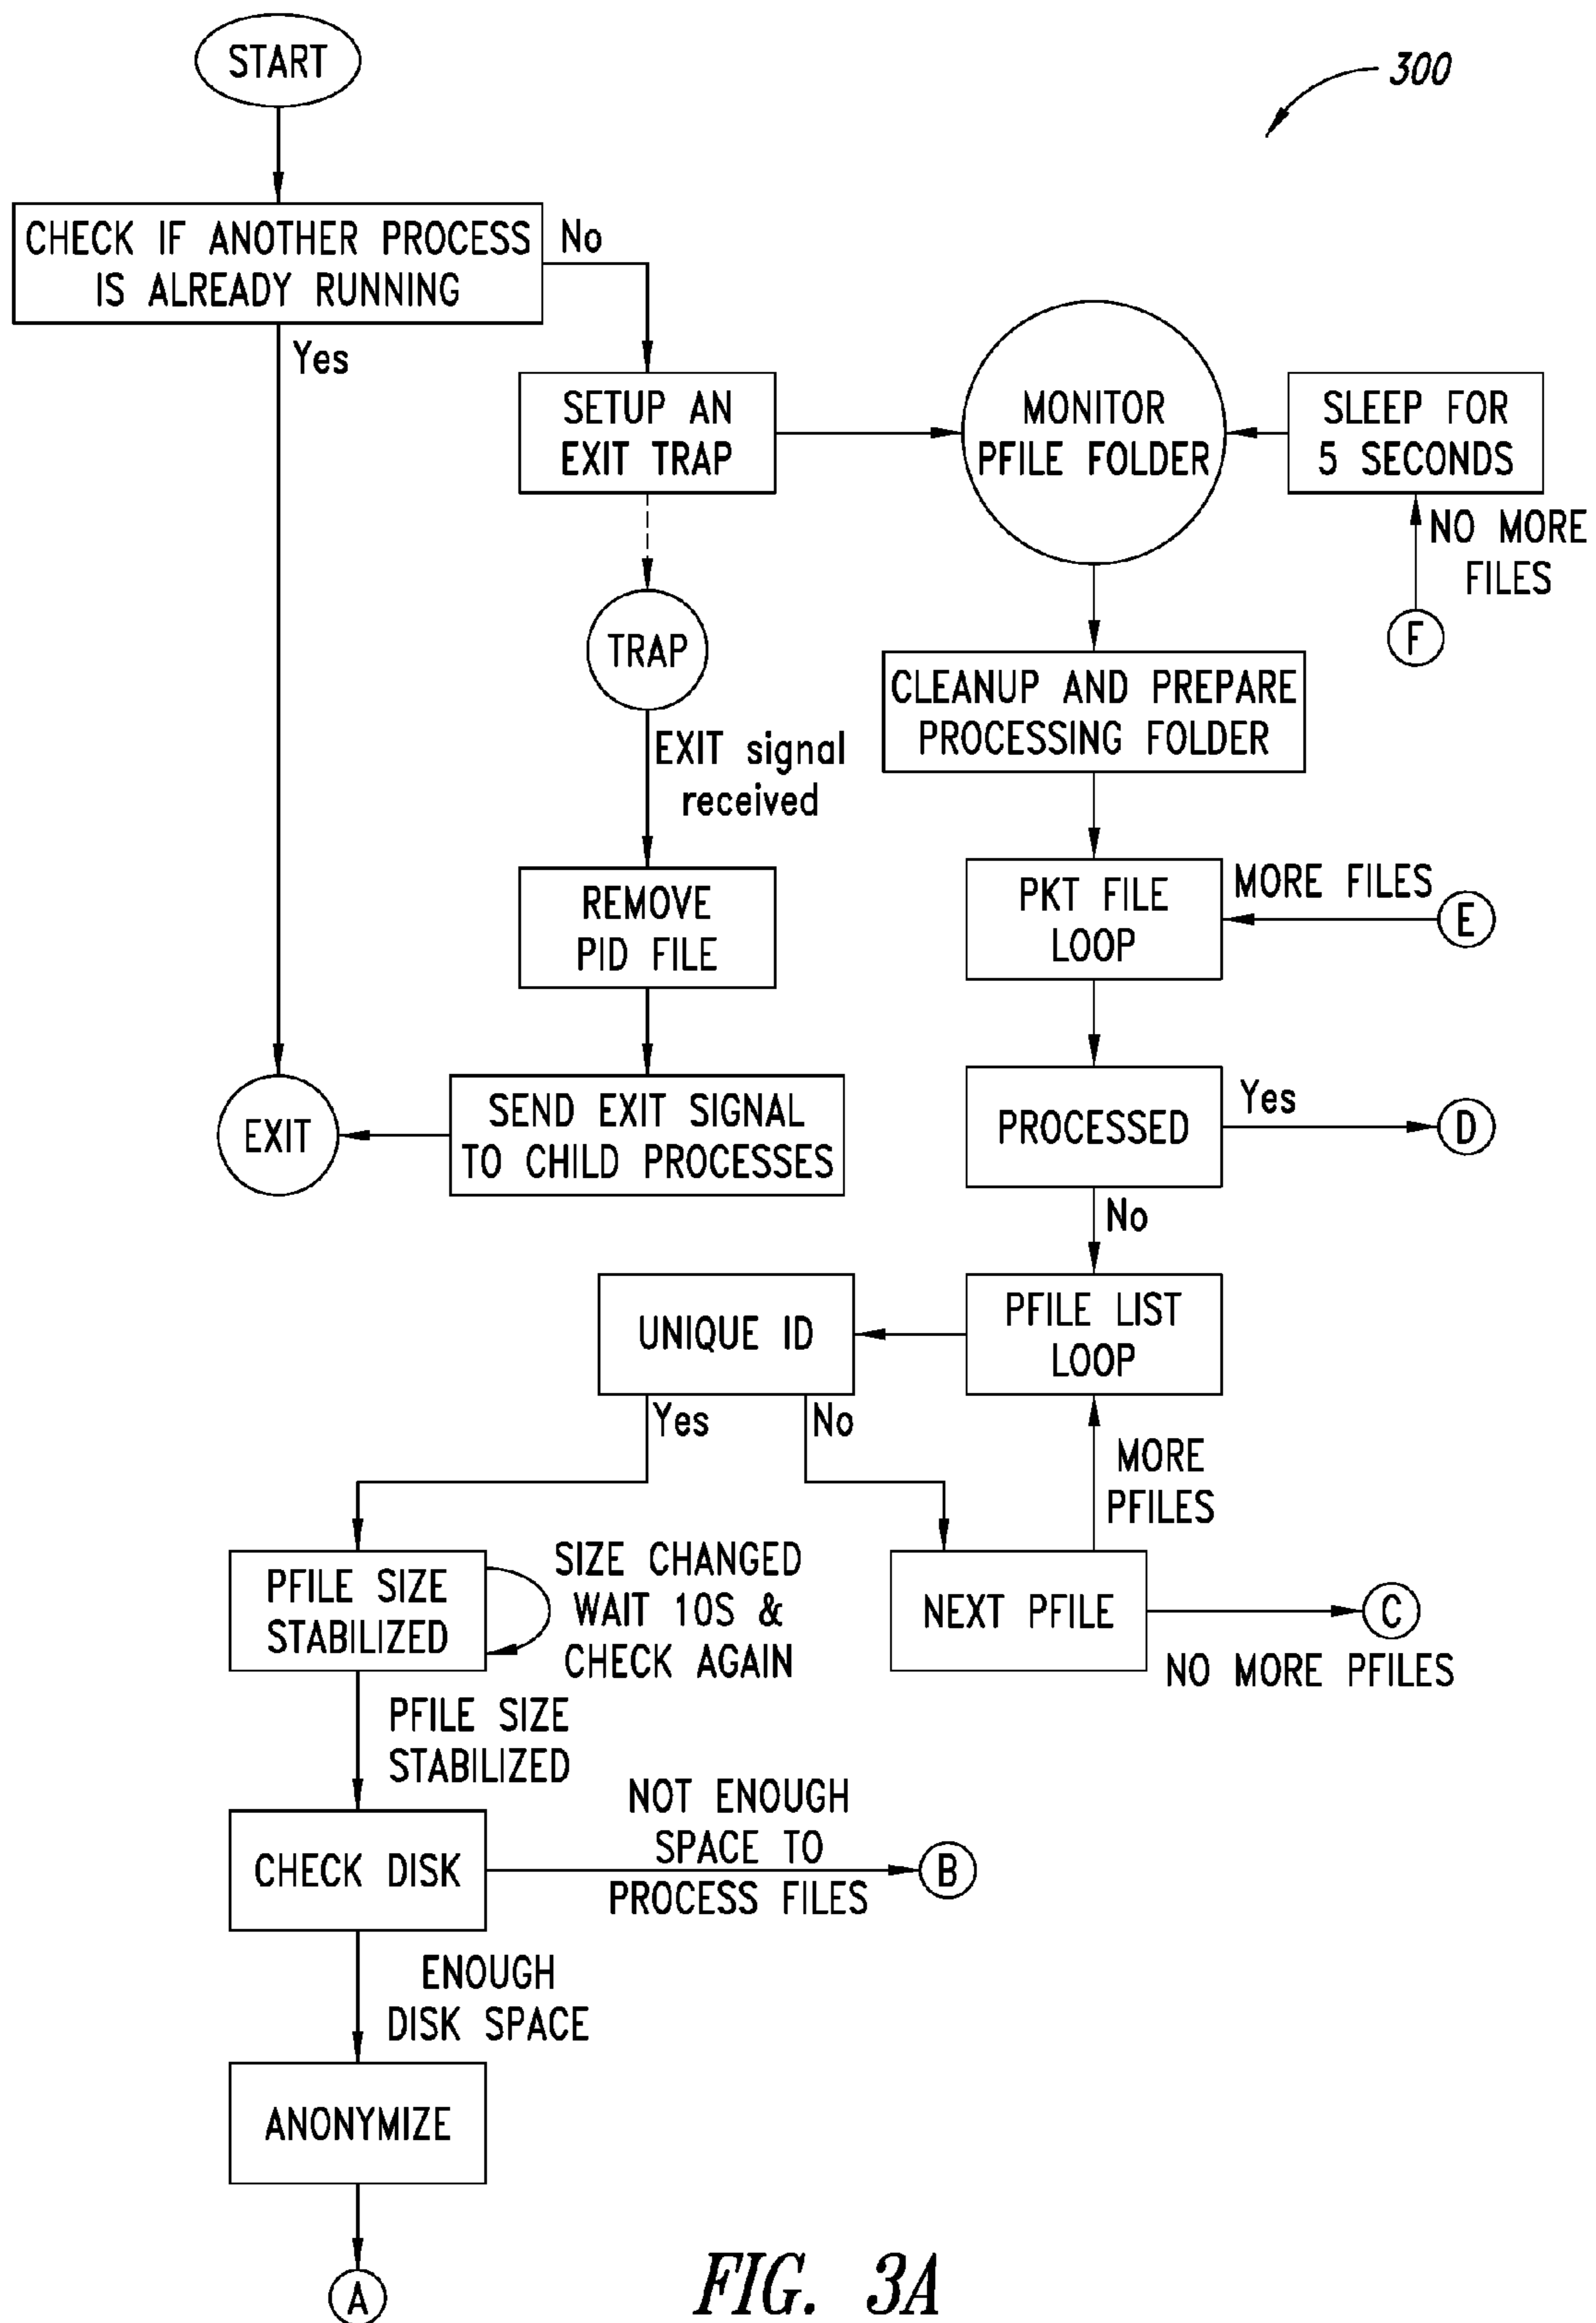 START
300
CHECK IF ANOTHER PROCESS
IS ALREADY RUNNING
No
Yes
SETUP AN
EXIT TRAP
MONITOR
PFILE FOLDER
SLEEP FOR
5 SECONDS
NO MORE
FILES
F
TRAP
CLEANUP AND PREPARE
PROCESSING FOLDER
EXIT signal
received
REMOVE
PID FILE
PKT FILE
LOOP
MORE FILES
E
EXIT
SEND EXIT SIGNAL
TO CHILD PROCESSES
PROCESSED
Yes
D
No
UNIQUE ID
PFILE LIST
LOOP
Yes
No
MORE
PFILES
PFILE SIZE
STABILIZED
SIZE CHANGED
WAIT 10S &
CHECK AGAIN
NEXT PFILE
C
NO MORE PFILES
PFILE SIZE
STABILIZED
CHECK DISK
NOT ENOUGH
SPACE TO
PROCESS FILES
B
ENOUGH
DISK SPACE
ANONYMIZE
A
FIG. 3A